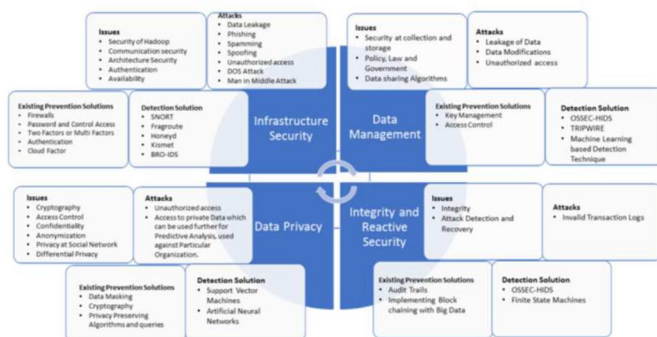 Issues
• Security of Hadoop
• Communication security
• Architecture Security
• Authentication
• Availability
Attacks
• Data Leakage
• Phishing
• Spamming
• Spoofing
• Unauthorized access
• DOS Attack
• Man in Middle Attack
Existing Prevention Solutions
• Firewalls
• Password and Control Access
• Two Factors or Multi Factors
• Authentication
• Cloud Factor
Detection Solution
• SNORT
• Fragroute
• Honeyd
• Kismet
• BRO-IDS
Infrastructure
Security
Issues
• Security at collection and
storage
• Policy, Law and
Government
• Data sharing Algorithms
Attacks
• Leakage of Data
• Data Modifications
• Unauthorized access
Data
Management
Existing Prevention Solutions
• Key Management
• Access Control
Detection Solution
• OSSEC-HIDS
• TRIPWIRE
• Machine Learning
based Detection
Technique
Issues
• Cryptography
• Access Control
• Confidentiality
• Anonymization
• Privacy at Social Network
• Differential Privacy
Attacks
• Unauthorized access
• Access to private Data which
can be used further for
Predictive Analysis, used
against Particular
Organization.
Data Privacy
Existing Prevention Solutions
• Data Masking
• Cryptography
• Privacy Preserving
Algorithms and queries
Detection Solution
• Support Vector
Machines
• Artificial Neural
Networks
Integrity and
Reactive
Security
Issues
• Integrity
• Attack Detection and
Recovery
Attacks
• Invalid Transaction Logs
Existing Prevention Solutions
• Audit Trails
• Implementing Block
chaining with Big Data
Detection Solution
• OSSEC-HIDS
• Finite State Machines